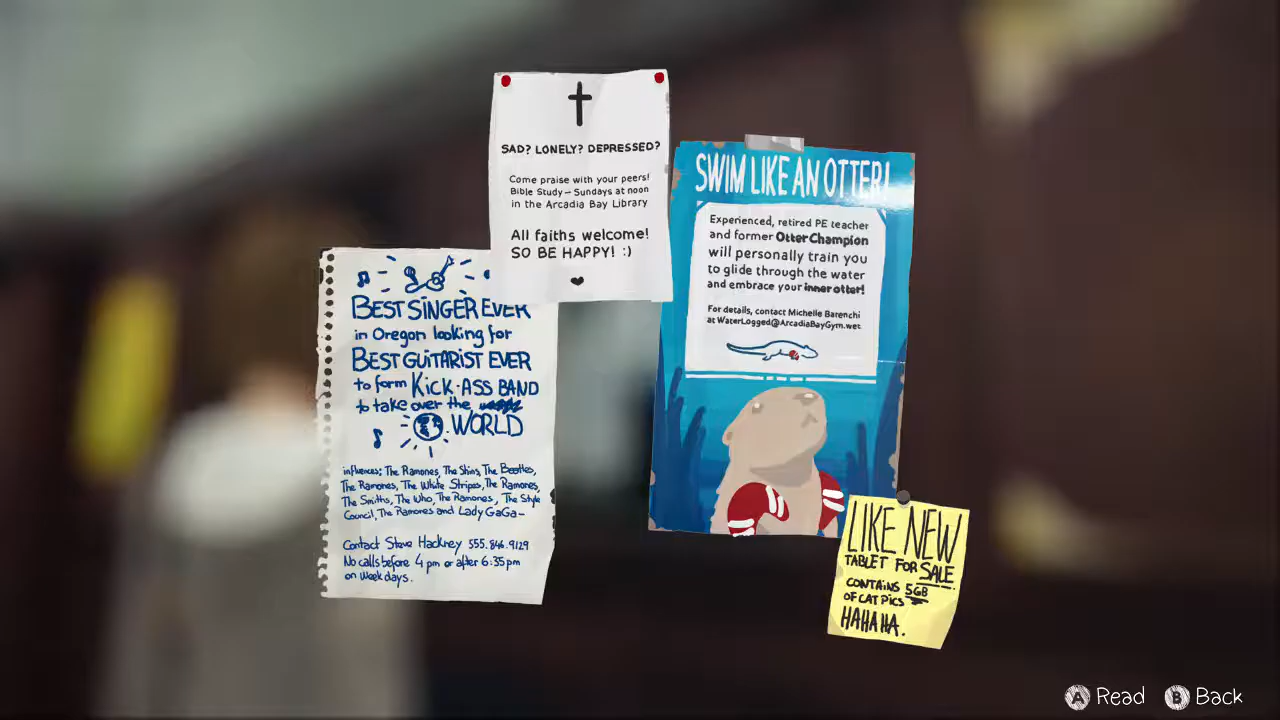 SAD? LONELY? DEPRESSED?
Come praise with your peers!
Bible Study – Sundays at noon
in the Arcadia Bay Library
All faiths welcome!
SO BE HAPPY! :)
SWIM LIKE AN OTTER!
Experienced, retired PE teacher
and former Otter Champion
will personally train you
to glide through the water
and embrace your inner otter!
For details, contact Michelle Barenchi
at WaterLogged@ArcadiaBayGym.wet
BEST SINGER EVER
in Oregon looking for
BEST GUITARIST EVER
to form KICK-ASS BAND
to take over the
WORLD
influences: The Ramones, The Shins, The Beatles,
The Ramones, The White Stripes, The Ramones,
The Smiths, The Who, The Ramones, The Style
Council, The Ramones and Lady GaGa-
Contact Steve Hackney 555.846.9129
No calls before 4 pm or after 6:35 pm
on week days.
LIKE NEW
TABLET FOR SALE.
CONTAINS 5GB
OF CAT PICS
HAHAHA.
A Read B Back